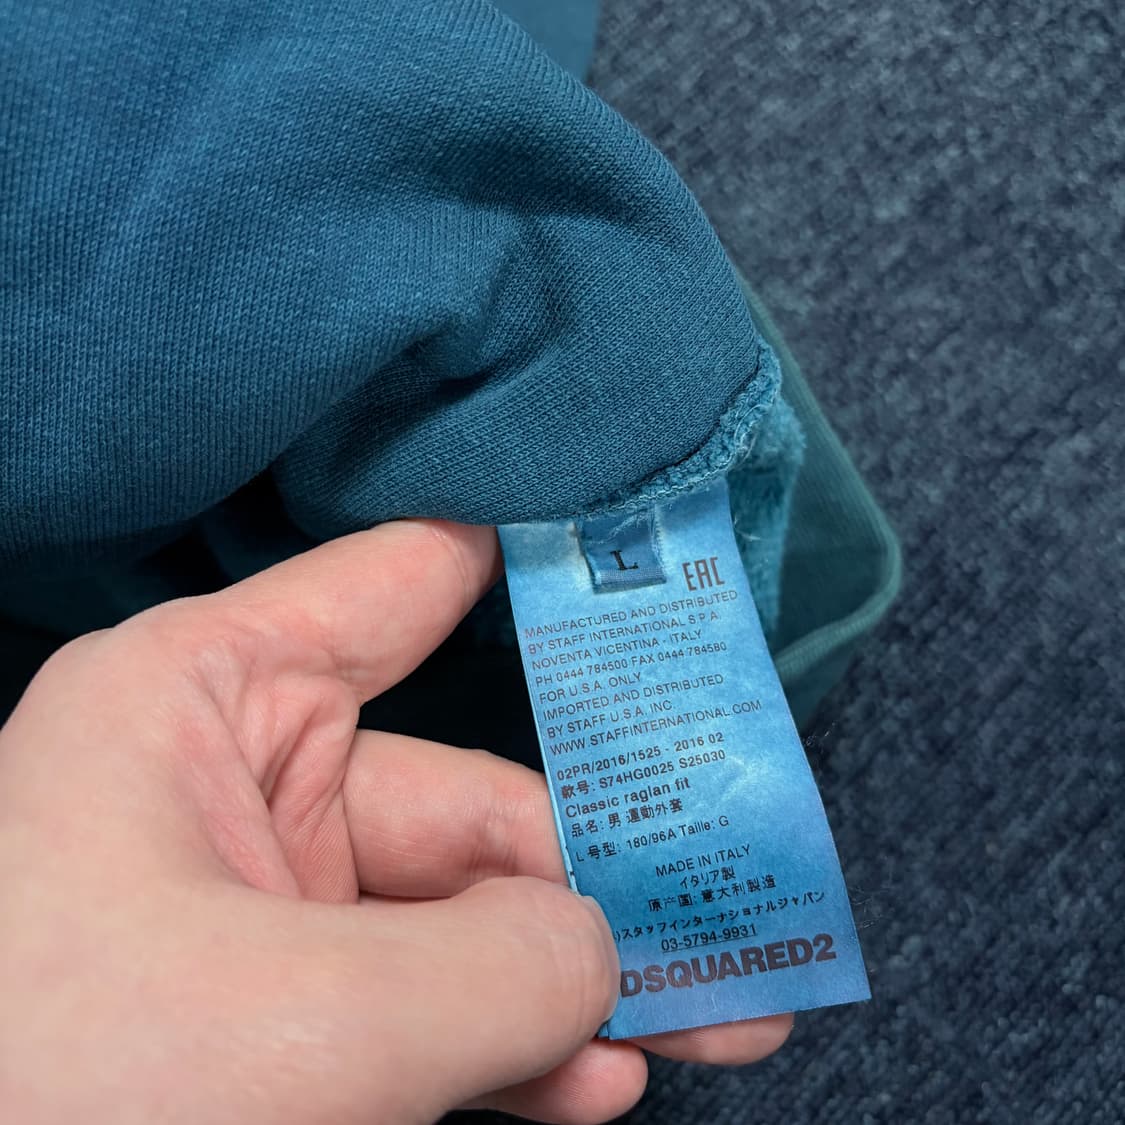 L
EAC
MANUFACTURED AND DISTRIBUTED
BY STAFF INTERNATIONAL S.P.A.
NOVENTA VICENTINA - ITALY
PH 0444 784500 FAX 0444 784580
FOR U.S.A. ONLY
IMPORTED AND DISTRIBUTED
BY STAFF U.S.A. INC.
WWW.STAFFINTERNATIONAL.COM
02PR/2016/1525 - 2016 02
款号: S74HG0025 S25030
Classic raglan fit
品名: 男 運動外套
L 号型: 180/96A Taille: G
MADE IN ITALY
イタリア製
原产国: 意大利製造
)スタッフインターナショナルジャパン
03-5794-9931
DSQUARED2